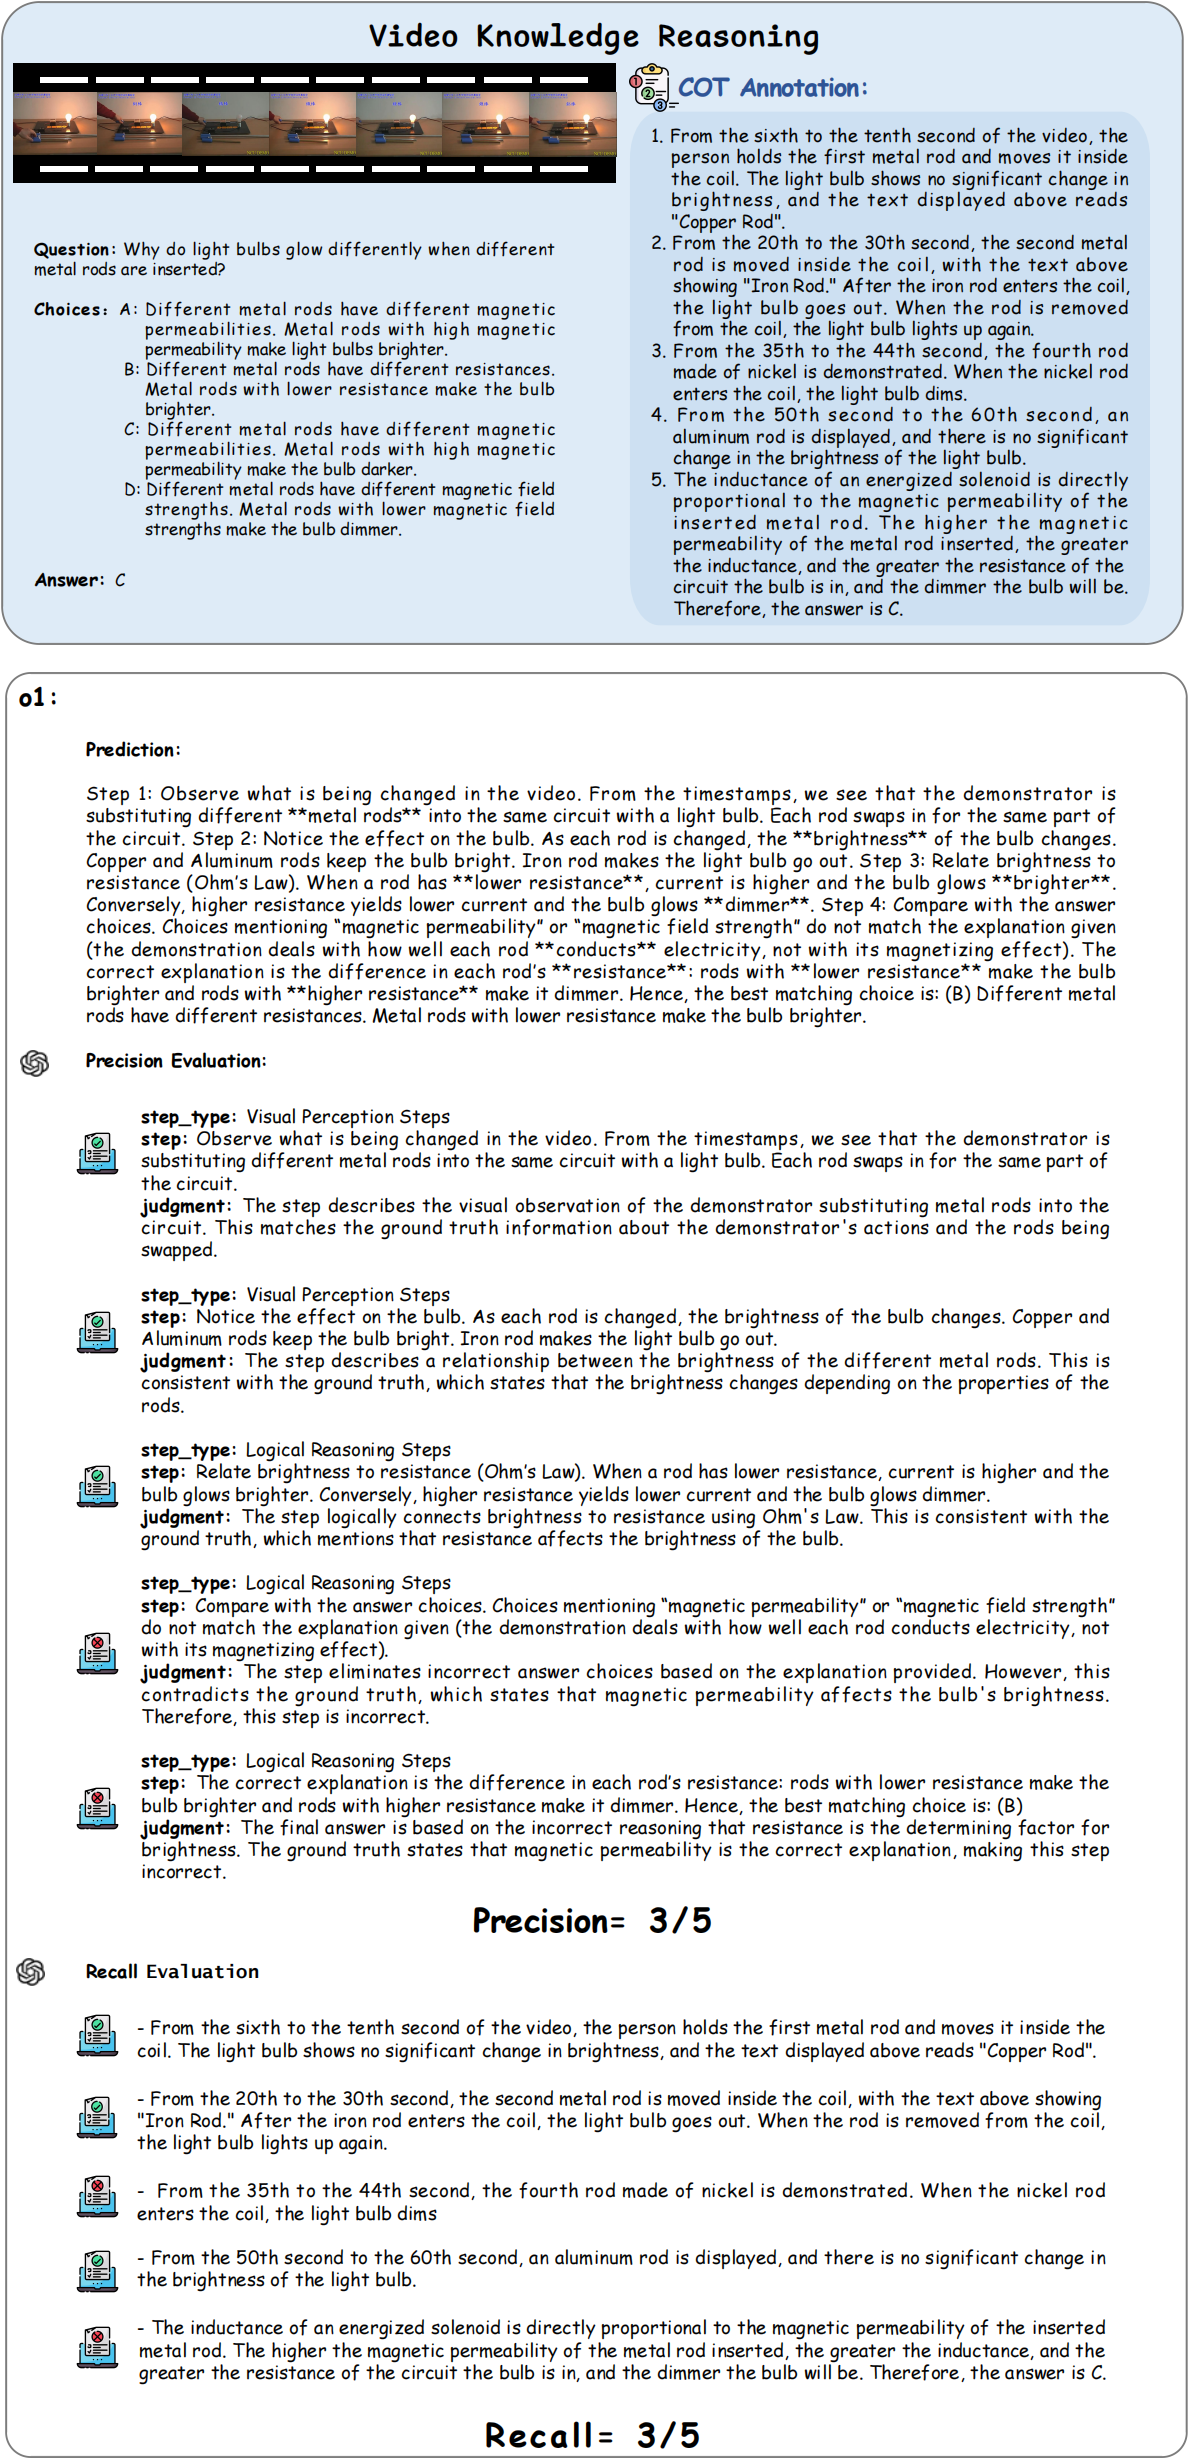 Video Knowledge Reasoning
COT Annotation:
1. From the sixth to the tenth second of the video, the
person holds the first metal rod and moves it inside
the coil. The light bulb shows no significant change in
brightness, and the text displayed above reads
"Copper Rod".
2. From the 20th to the 30th second, the second metal
rod is moved inside the coil, with the text above
showing "Iron Rod." After the iron rod enters the coil,
the light bulb goes out. When the rod is removed
from the coil, the light bulb lights up again.
3. From the 35th to the 44th second, the fourth rod
made of nickel is demonstrated. When the nickel rod
enters the coil, the light bulb dims.
4. From the 50th second to the 60th second, an
aluminum rod is displayed, and there is no significant
change in the brightness of the light bulb.
5. The inductance of an energized solenoid is directly
proportional to the magnetic permeability of the
inserted metal rod. The higher the magnetic
permeability of the metal rod inserted, the greater
the inductance, and the greater the resistance of the
circuit the bulb is in, and the dimmer the bulb will be.
Therefore, the answer is C.
Question: Why do light bulbs glow differently when different
metal rods are inserted?
Choices: A: Different metal rods have different magnetic
permeabilities. Metal rods with high magnetic
permeability make light bulbs brighter.
B: Different metal rods have different resistances.
Metal rods with lower resistance make the bulb
brighter.
C: Different metal rods have different magnetic
permeabilities. Metal rods with high magnetic
permeability make the bulb darker.
D: Different metal rods have different magnetic field
strengths. Metal rods with lower magnetic field
strengths make the bulb dimmer.
Answer: C
o1:
Prediction:
Step 1: Observe what is being changed in the video. From the timestamps, we see that the demonstrator is
substituting different **metal rods** into the same circuit with a light bulb. Each rod swaps in for the same part of
the circuit. Step 2: Notice the effect on the bulb. As each rod is changed, the **brightness** of the bulb changes.
Copper and Aluminum rods keep the bulb bright. Iron rod makes the light bulb go out. Step 3: Relate brightness to
resistance (Ohm's Law). When a rod has **lower resistance**, current is higher and the bulb glows **brighter**.
Conversely, higher resistance yields lower current and the bulb glows **dimmer**. Step 4: Compare with the answer
choices. Choices mentioning “magnetic permeability” or “magnetic field strength” do not match the explanation given
(the demonstration deals with how well each rod **conducts** electricity, not with its magnetizing effect). The
correct explanation is the difference in each rod’s **resistance**: rods with **lower resistance** make the bulb
brighter and rods with **higher resistance** make it dimmer. Hence, the best matching choice is: (B) Different metal
rods have different resistances. Metal rods with lower resistance make the bulb brighter.
Precision Evaluation:
step_type: Visual Perception Steps
step: Observe what is being changed in the video. From the timestamps, we see that the demonstrator is
substituting different metal rods into the same circuit with a light bulb. Each rod swaps in for the same part of
the circuit.
judgment: The step describes the visual observation of the demonstrator substituting metal rods into the
circuit. This matches the ground truth information about the demonstrator's actions and the rods being
swapped.
step_type: Visual Perception Steps
step: Notice the effect on the bulb. As each rod is changed, the brightness of the bulb changes. Copper and
Aluminum rods keep the bulb bright. Iron rod makes the light bulb go out.
judgment: The step describes a relationship between the brightness of the different metal rods. This is
consistent with the ground truth, which states that the brightness changes depending on the properties of the
rods.
step_type: Logical Reasoning Steps
step: Relate brightness to resistance (Ohm’s Law). When a rod has lower resistance, current is higher and the
bulb glows brighter. Conversely, higher resistance yields lower current and the bulb glows dimmer.
judgment: The step logically connects brightness to resistance using Ohm's Law. This is consistent with the
ground truth, which mentions that resistance affects the brightness of the bulb.
step_type: Logical Reasoning Steps
step: Compare with the answer choices. Choices mentioning “magnetic permeability” or “magnetic field strength”
do not match the explanation given (the demonstration deals with how well each rod conducts electricity, not
with its magnetizing effect).
judgment: The step eliminates incorrect answer choices based on the explanation provided. However, this
contradicts the ground truth, which states that magnetic permeability affects the bulb's brightness.
Therefore, this step is incorrect.
step_type: Logical Reasoning Steps
step: The correct explanation is the difference in each rod’s resistance: rods with lower resistance make the
bulb brighter and rods with higher resistance make it dimmer. Hence, the best matching choice is: (B)
judgment: The final answer is based on the incorrect reasoning that resistance is the determining factor for
brightness. The ground truth states that magnetic permeability is the correct explanation, making this step
incorrect.
Precision= 3/5
Recall Evaluation
- From the sixth to the tenth second of the video, the person holds the first metal rod and moves it inside the
coil. The light bulb shows no significant change in brightness, and the text displayed above reads "Copper Rod".
- From the 20th to the 30th second, the second metal rod is moved inside the coil, with the text above showing
"Iron Rod." After the iron rod enters the coil, the light bulb goes out. When the rod is removed from the coil,
the light bulb lights up again.
- From the 35th to the 44th second, the fourth rod made of nickel is demonstrated. When the nickel rod
enters the coil, the light bulb dims
- From the 50th second to the 60th second, an aluminum rod is displayed, and there is no significant change in
the brightness of the light bulb.
- The inductance of an energized solenoid is directly proportional to the magnetic permeability of the inserted
metal rod. The higher the magnetic permeability of the metal rod inserted, the greater the inductance, and the
greater the resistance of the circuit the bulb is in, and the dimmer the bulb will be. Therefore, the answer is C.
Recall= 3/5